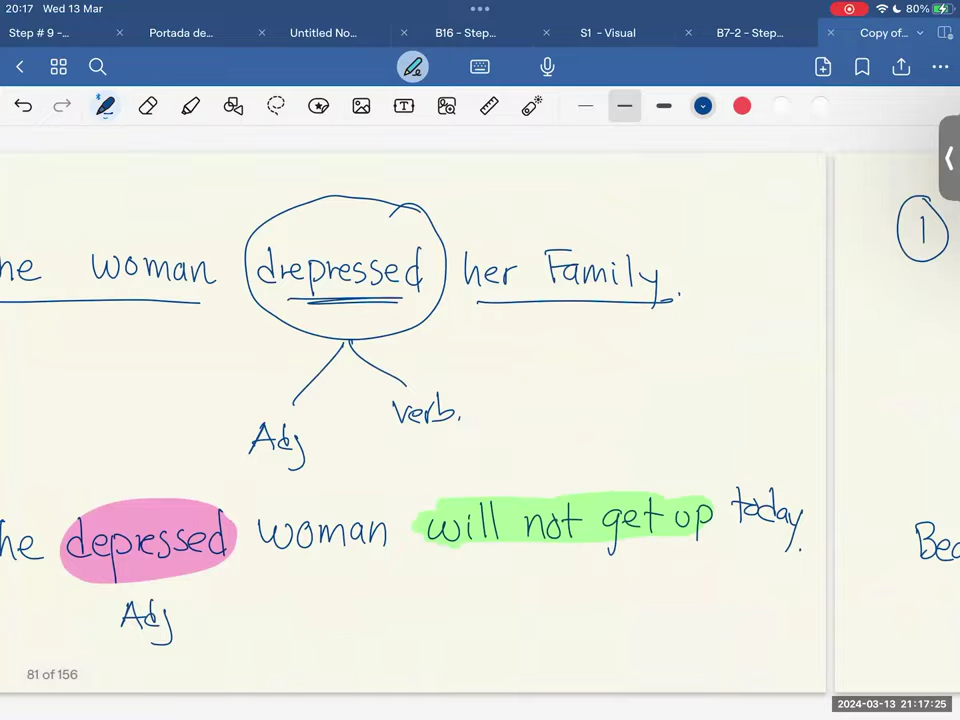 20:17 Wed 13 Mar
80%
Step # 9 -...
Portada de...
Untitled No...
B16 - Step...
S1 - Visual
B7-2 - Step...
Copy of...
he woman drepressed her Family.
1
Adj
verb.
he depressed woman will not get up today.
Bec
Adj
81 of 156
2024-03-13 21:17:25